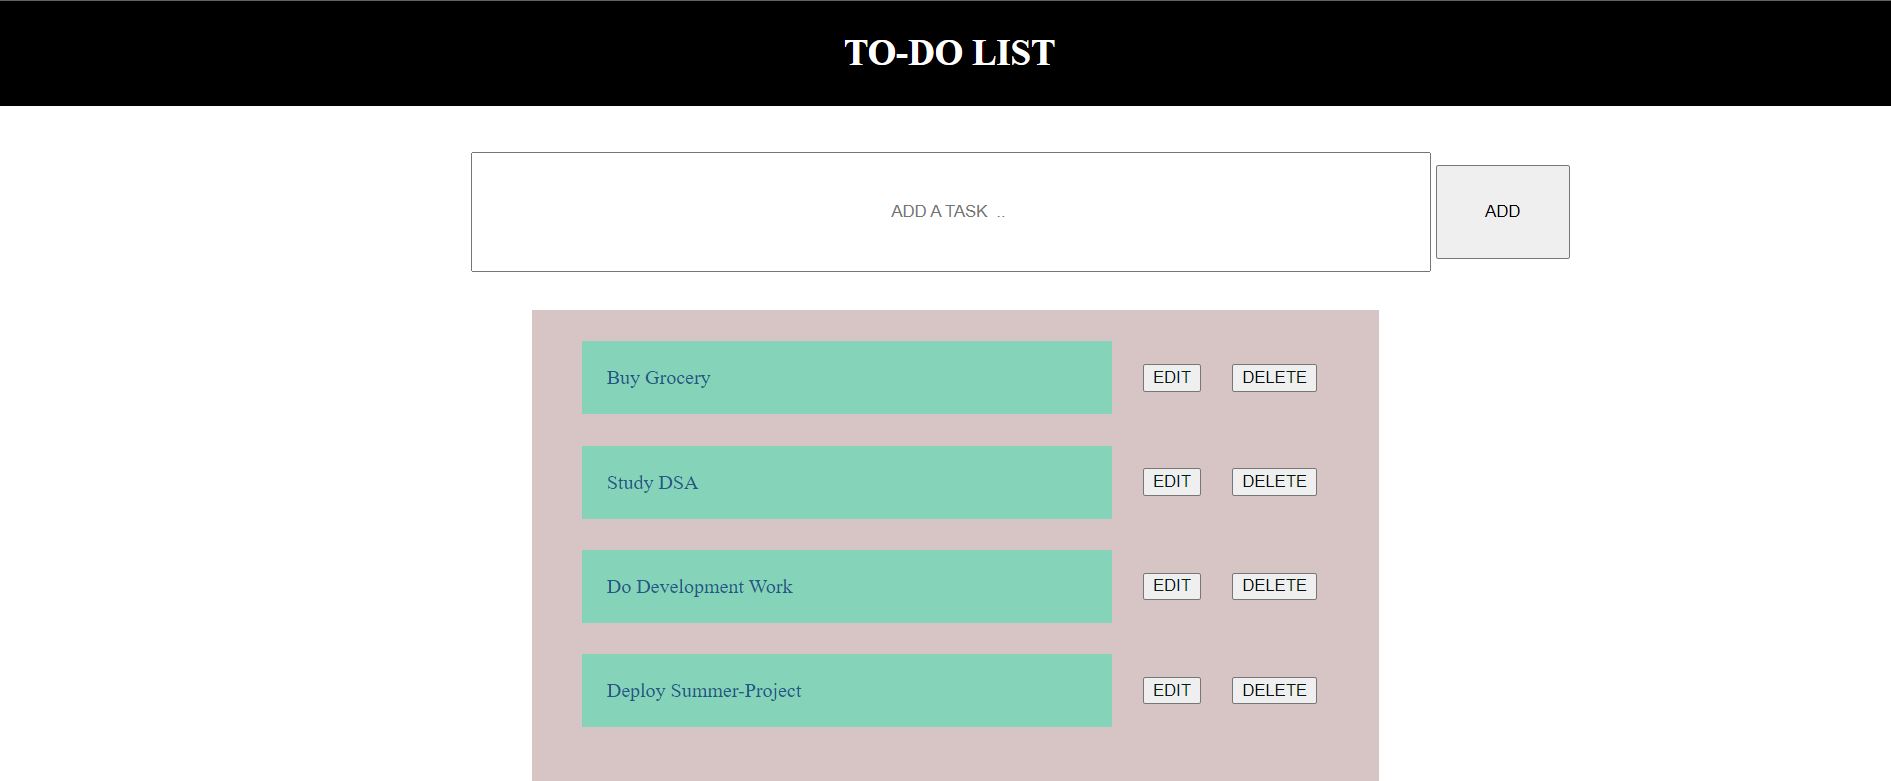 TO-DO LIST
ADD A TASK ..
ADD
Buy Grocery
EDIT
DELETE
Study DSA
EDIT
DELETE
Do Development Work
EDIT
DELETE
Deploy Summer-Project
EDIT
DELETE